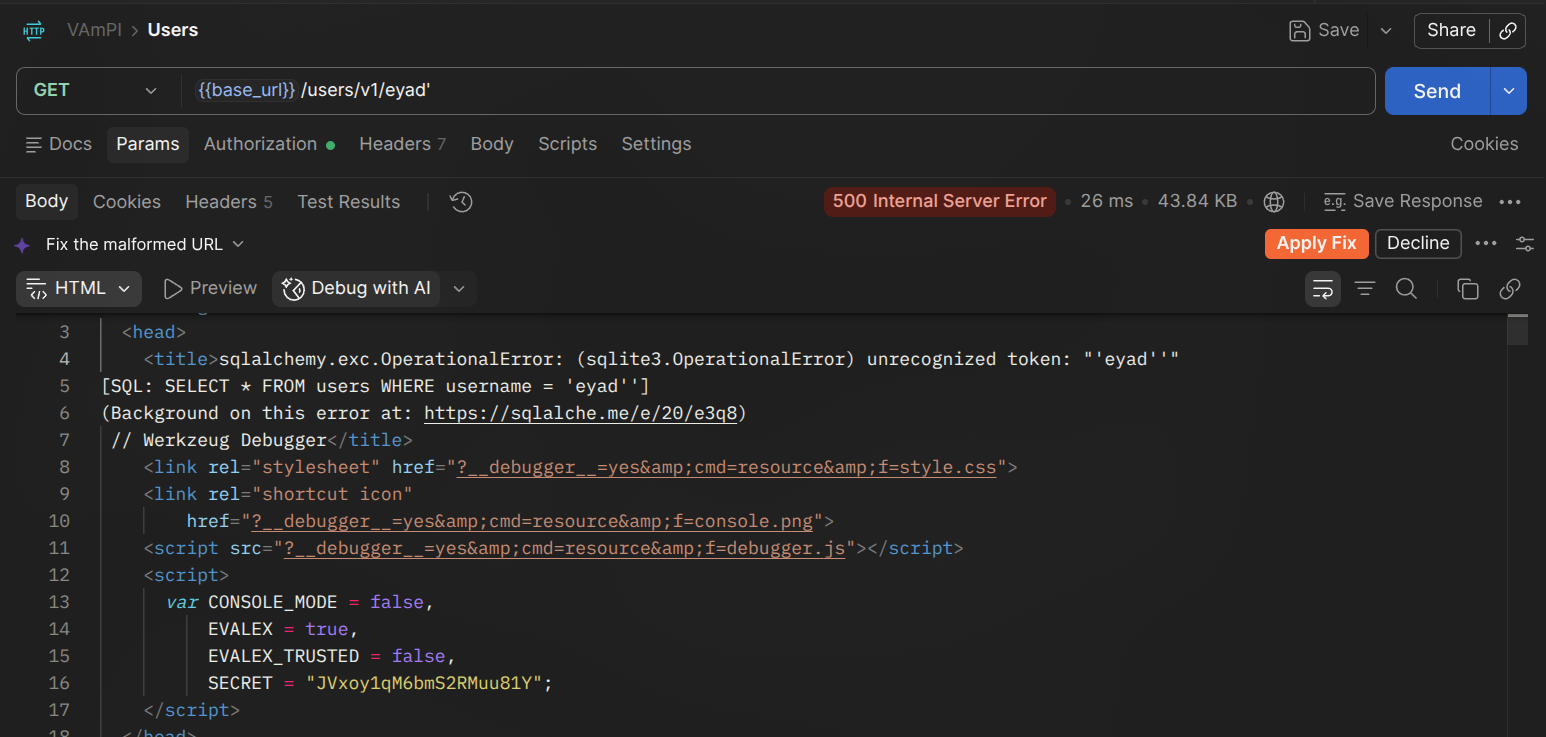 HTTP VAmPI > Users Save Share
GET {{base_url}} /users/v1/eyad' Send
Docs Params Authorization Headers 7 Body Scripts Settings Cookies
Body Cookies Headers 5 Test Results 500 Internal Server Error • 26 ms • 43.84 KB • e.g. Save Response
Fix the malformed URL Apply Fix Decline
HTML Preview Debug with AI
3 <head>
4 <title>sqlalchemy.exc.OperationalError: (sqlite3.OperationalError) unrecognized token: "'eyad''"
5 [SQL: SELECT * FROM users WHERE username = 'eyad'']
6 (Background on this error at: https://sqlalche.me/e/20/e3q8)
7 // Werkzeug Debugger</title>
8 <link rel="stylesheet" href="?__debugger__=yes&amp;cmd=resource&amp;f=style.css">
9 <link rel="shortcut icon"
10 href="?__debugger__=yes&amp;cmd=resource&amp;f=console.png">
11 <script src="?__debugger__=yes&amp;cmd=resource&amp;f=debugger.js"></script>
12 <script>
13 var CONSOLE_MODE = false,
14 EVALEX = true,
15 EVALEX_TRUSTED = false,
16 SECRET = "JVxoy1qM6bmS2RMuu81Y";
17 </script>
18 </head>